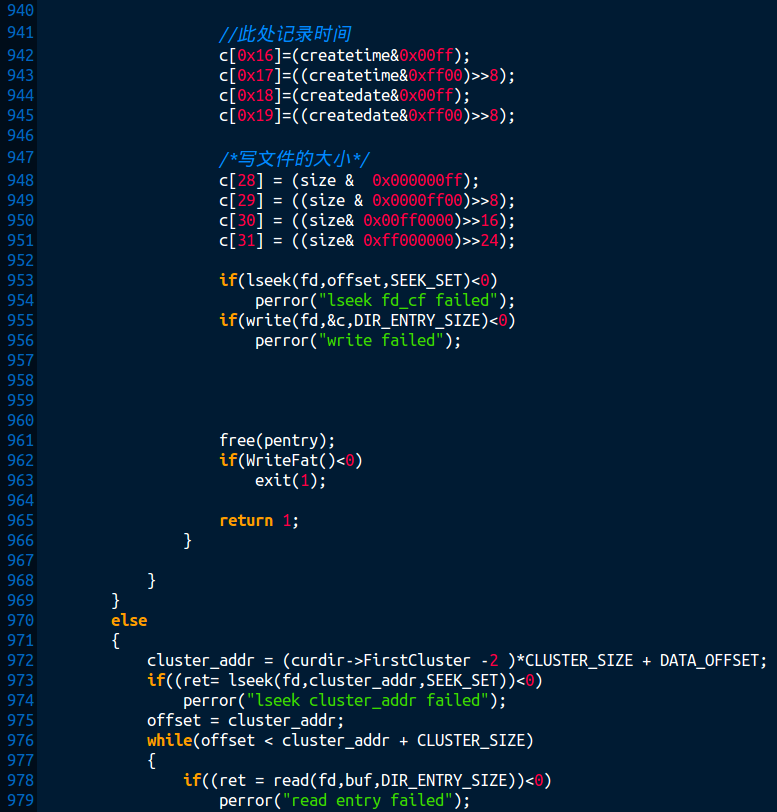 940
941                     //此处记录时间
942                     c[0x16]=(createtime&0x00ff);
943                     c[0x17]=((createtime&0xff00)>>8);
944                     c[0x18]=(createdate&0x00ff);
945                     c[0x19]=((createdate&0xff00)>>8);
946
947                     /*写文件的大小*/
948                     c[28] = (size &  0x000000ff);
949                     c[29] = ((size & 0x0000ff00)>>8);
950                     c[30] = ((size& 0x00ff0000)>>16);
951                     c[31] = ((size& 0xff000000)>>24);
952
953                     if(lseek(fd,offset,SEEK_SET)<0)
954                         perror("lseek fd_cf failed");
955                     if(write(fd,&c,DIR_ENTRY_SIZE)<0)
956                         perror("write failed");
957
958
959
960
961                     free(pentry);
962                     if(WriteFat()<0)
963                         exit(1);
964
965                     return 1;
966                 }
967
968             }
969         }
970         else
971         {
972             cluster_addr = (curdir->FirstCluster -2 )*CLUSTER_SIZE + DATA_OFFSET;
973             if((ret= lseek(fd,cluster_addr,SEEK_SET))<0)
974                 perror("lseek cluster_addr failed");
975             offset = cluster_addr;
976             while(offset < cluster_addr + CLUSTER_SIZE)
977             {
978                 if((ret = read(fd,buf,DIR_ENTRY_SIZE))<0)
979                     perror("read entry failed");